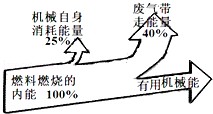 机械自身
消耗能量
25%
废气带
走能量
40%
燃料燃烧的
内能 100%
有用机械能